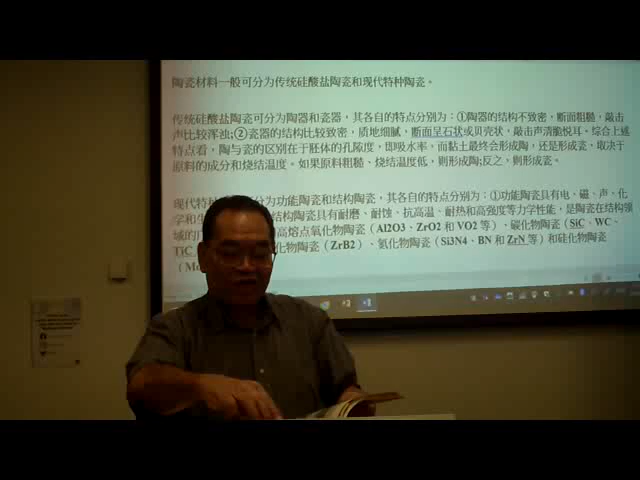 陶瓷材料一般可分为传统硅酸盐陶瓷和现代特种陶瓷。
传统硅酸盐陶瓷可分为陶器和瓷器，其各自的特点分别为：①陶器的结构不致密，断面粗糙，敲击
声比较浑浊;②瓷器的结构比较致密，质地细腻，断面呈石状或贝壳状，敲击声清脆悦耳。综合上述
特点看，陶与瓷的区别在于胚体的孔隙度，即吸水率，而黏土最终会形成陶，还是形成瓷，取决于
原料的成分和烧结温度。如果原料粗糙、烧结温度低，则形成陶;反之，则形成瓷。
现代特种 分为功能陶瓷和结构陶瓷，其各自的特点分别为：①功能陶瓷具有电、磁、声、化
学和生 结构陶瓷具有耐磨、耐蚀、抗高温、耐热和高强度等力学性能，是陶瓷在结构领
域的 高熔点氧化物陶瓷（Al2O3、ZrO2 和 VO2 等）、碳化物陶瓷（SiC、WC、
TiC 化物陶瓷（ZrB2）、氮化物陶瓷（Si3N4、BN 和 ZrN 等）和硅化物陶瓷